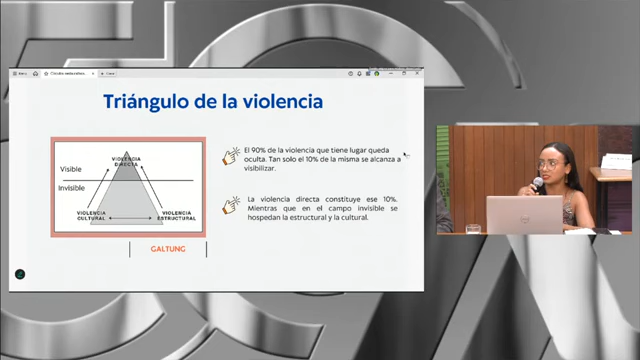 Triángulo de la violencia
Visible
Invisible
VIOLENCIA
DIRECTA
VIOLENCIA
CULTURAL
VIOLENCIA
ESTRUCTURAL
GALTUNG
El 90% de la violencia que tiene lugar queda
oculta. Tan solo el 10% de la misma se alcanza a
visibilizar.
La violencia directa constituye ese 10%.
Mientras que en el campo invisible se
hospedan la estructural y la cultural.